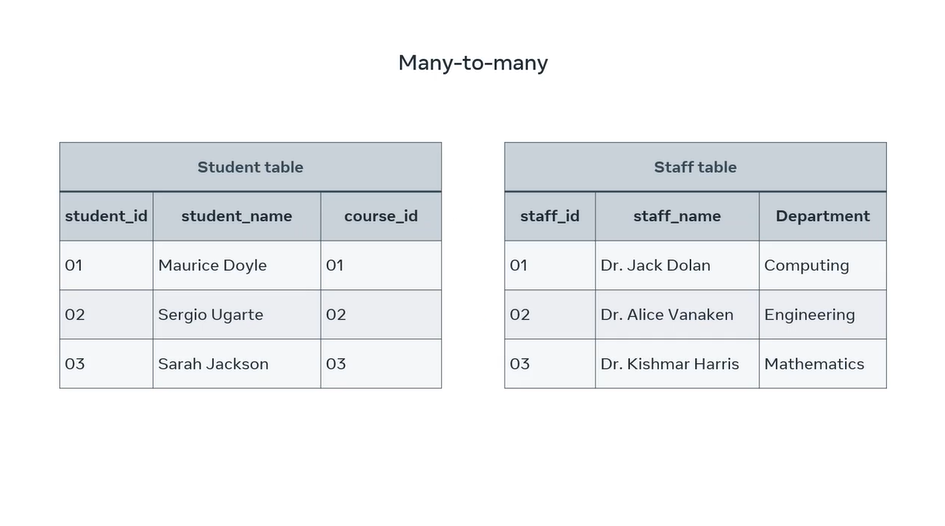 Many-to-many
Student table
student_id student_name course_id
01 Maurice Doyle 01
02 Sergio Ugarte 02
03 Sarah Jackson 03
Staff table
staff_id staff_name Department
01 Dr. Jack Dolan Computing
02 Dr. Alice Vanaken Engineering
03 Dr. Kishmar Harris Mathematics